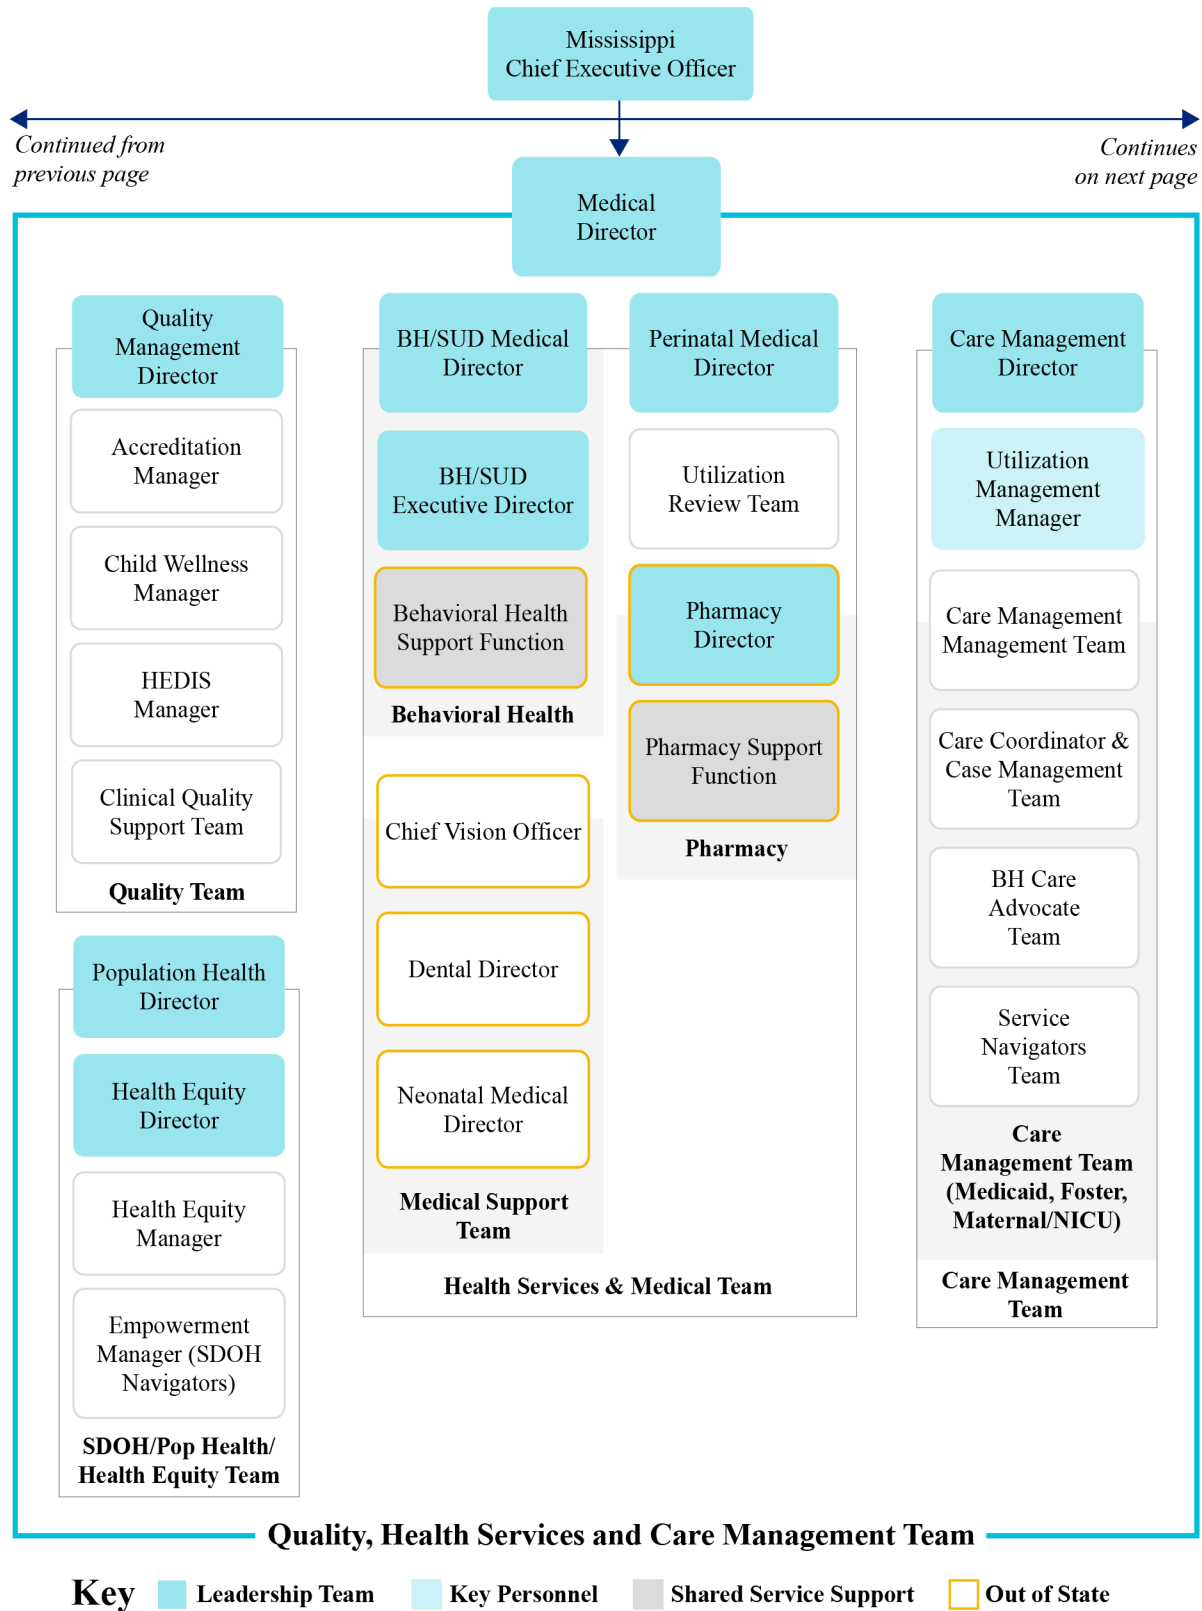 Mississippi
Chief Executive Officer
Continued from
previous page
Continues
on next page
Medical
Director
Quality
Management
Director
Accreditation
Manager
Child Wellness
Manager
HEDIS
Manager
Clinical Quality
Support Team
Quality Team
Population Health
Director
Health Equity
Director
Health Equity
Manager
Empowerment
Manager (SDOH
Navigators)
SDOH/Pop Health/
Health Equity Team
BH/SUD Medical
Director
BH/SUD
Executive Director
Behavioral Health
Support Function
Behavioral Health
Chief Vision Officer
Dental Director
Neonatal Medical
Director
Medical Support
Team
Perinatal Medical
Director
Utilization
Review Team
Pharmacy
Director
Pharmacy Support
Function
Pharmacy
Health Services & Medical Team
Care Management
Director
Utilization
Management
Manager
Care Management
Management Team
Care Coordinator &
Case Management
Team
BH Care
Advocate
Team
Service
Navigators
Team
Care
Management Team
(Medicaid, Foster,
Maternal/NICU)
Care Management
Team
Quality, Health Services and Care Management Team
Key
Leadership Team
Key Personnel
Shared Service Support
Out of State